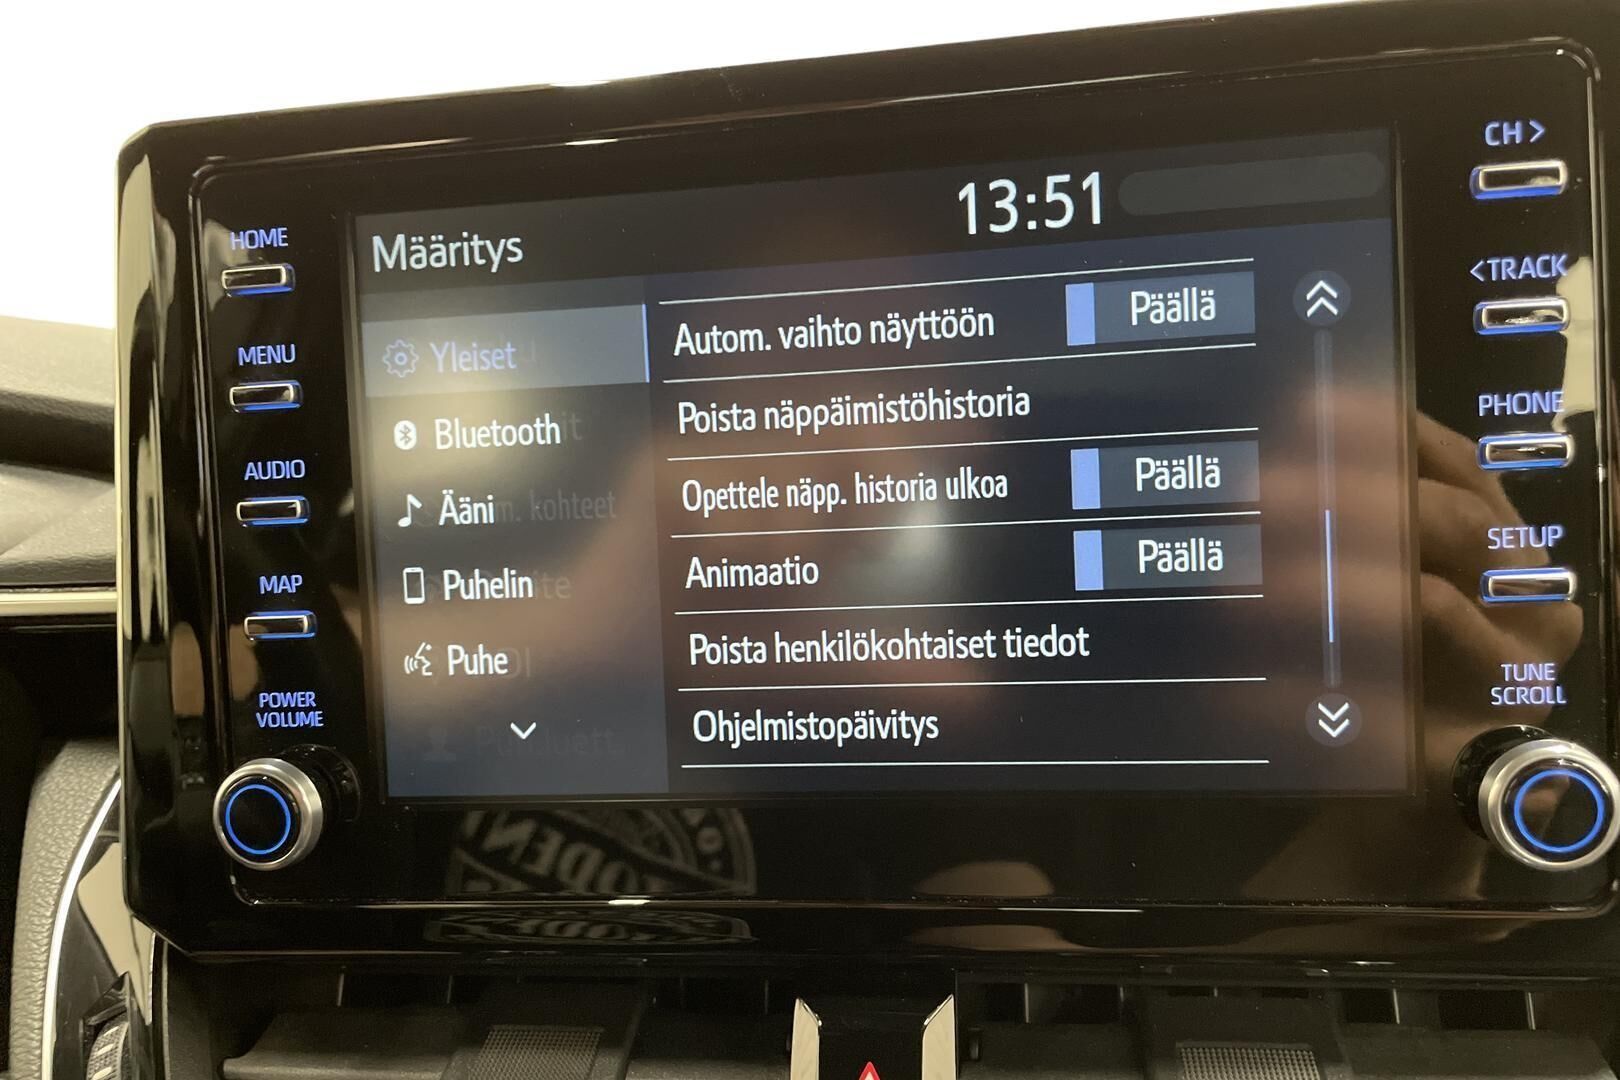 HOME
MENU
AUDIO
MAP
POWER
VOLUME
Määritys
13:51
Yleiset
Bluetooth
Ääni
Puhelin
Puhe
Autom. vaihto näyttöön
Päällä
Poista näppäimistöhistoria
Opettele näpp. historia ulkoa
Päällä
Animaatio
Päällä
Poista henkilökohtaiset tiedot
Ohjelmistopäivitys
CH >
<TRACK
PHONE
SETUP
TUNE
SCROLL